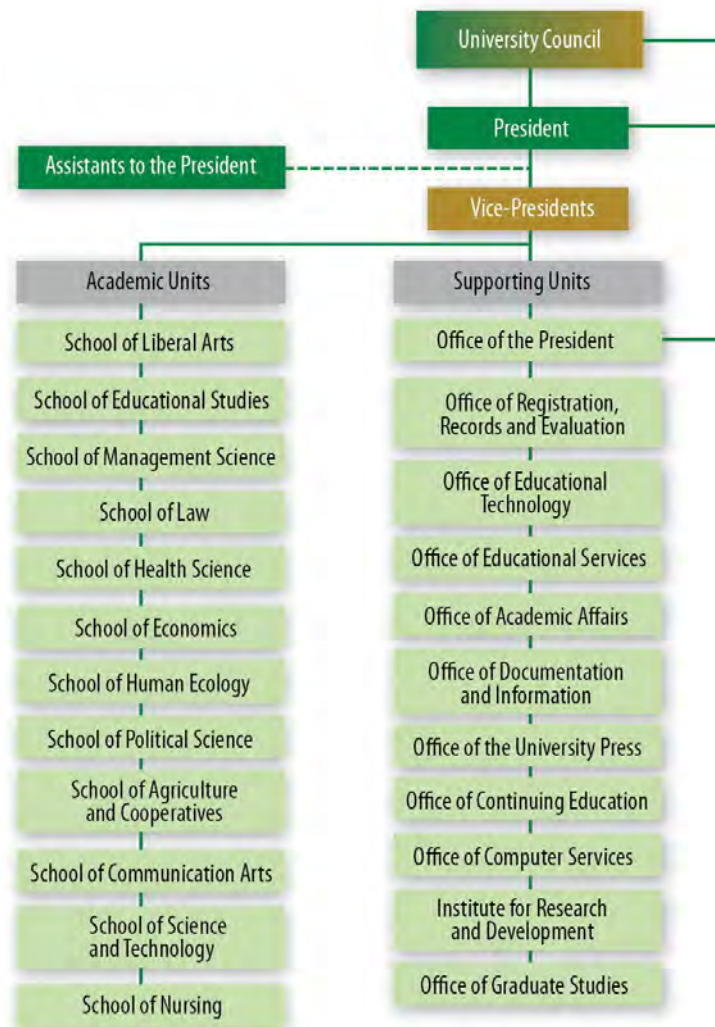 University Council
President
Assistants to the President
Vice-Presidents
Academic Units
School of Liberal Arts
School of Educational Studies
School of Management Science
School of Law
School of Health Science
School of Economics
School of Human Ecology
School of Political Science
School of Agriculture
and Cooperatives
School of Communication Arts
School of Science
and Technology
School of Nursing
Supporting Units
Office of the President
Office of Registration,
Records and Evaluation
Office of Educational
Technology
Office of Educational Services
Office of Academic Affairs
Office of Documentation
and Information
Office of the University Press
Office of Continuing Education
Office of Computer Services
Institute for Research
and Development
Office of Graduate Studies